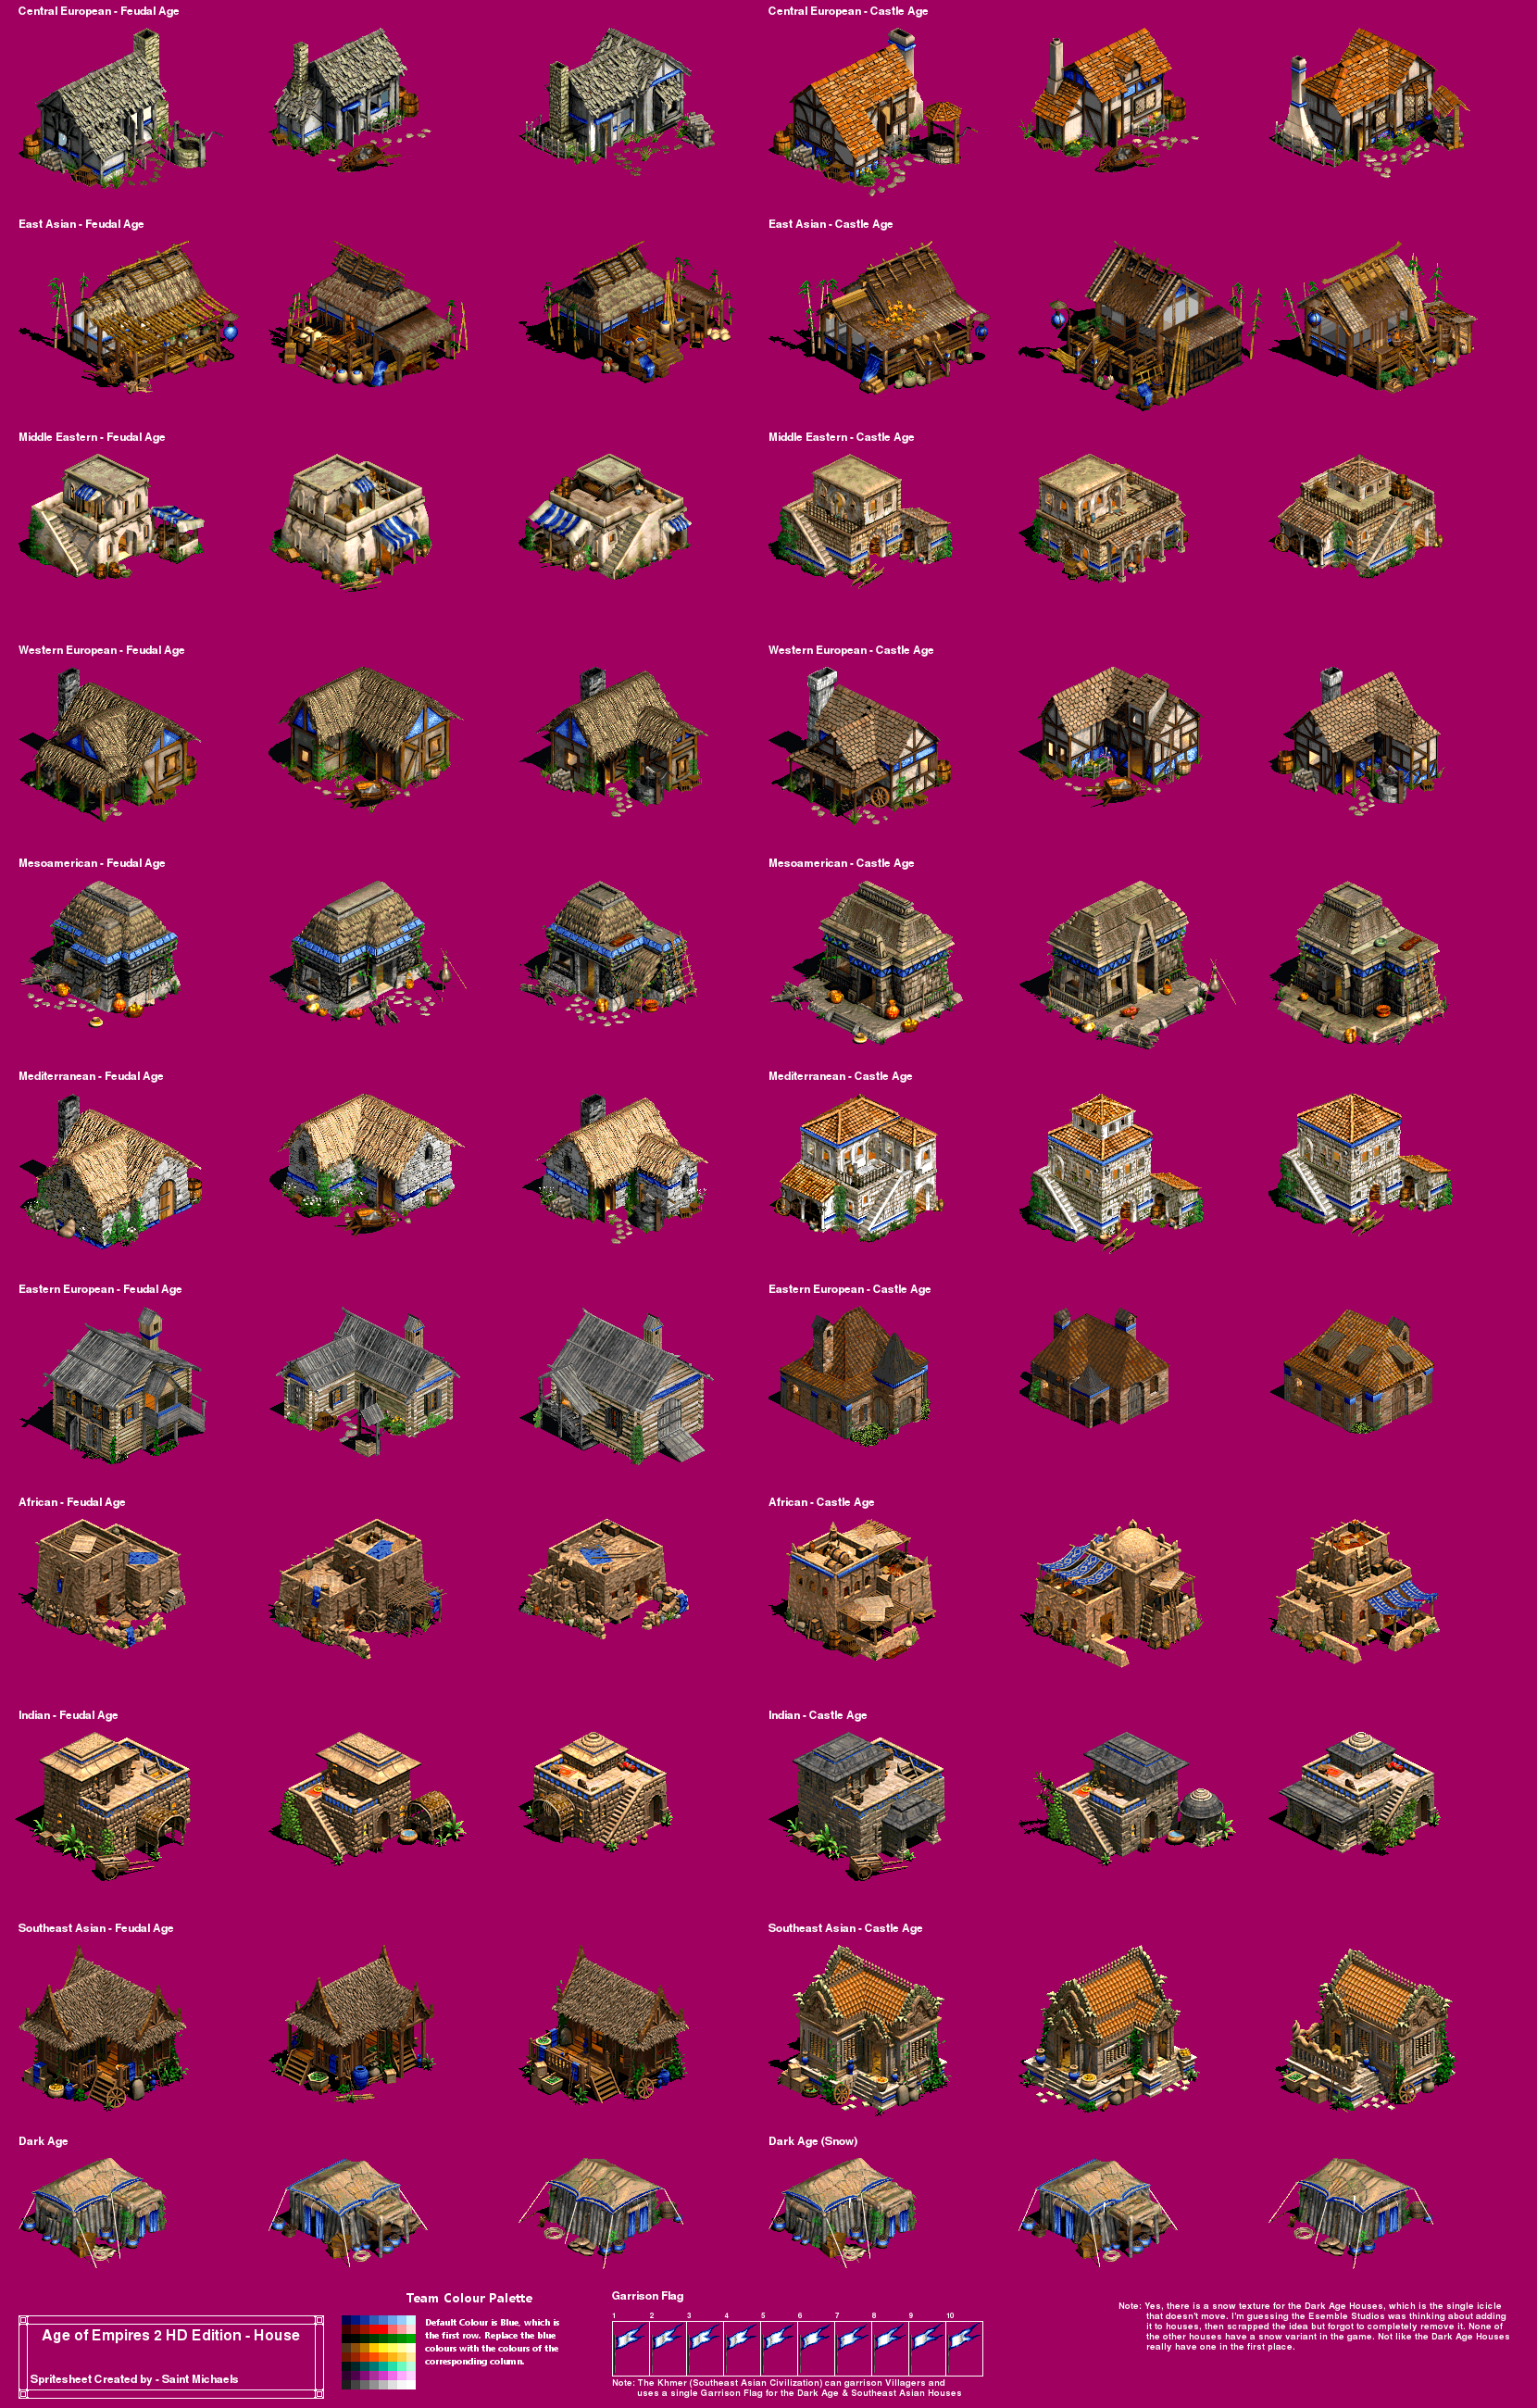 Central European - Feudal Age
Central European - Castle Age
East Asian - Feudal Age
East Asian - Castle Age
Middle Eastern - Feudal Age
Middle Eastern - Castle Age
Western European - Feudal Age
Western European - Castle Age
Mesoamerican - Feudal Age
Mesoamerican - Castle Age
Mediterranean - Feudal Age
Mediterranean - Castle Age
Eastern European - Feudal Age
Eastern European - Castle Age
African - Feudal Age
African - Castle Age
Indian - Feudal Age
Indian - Castle Age
Southeast Asian - Feudal Age
Southeast Asian - Castle Age
Dark Age
Dark Age (Snow)
Age of Empires 2 HD Edition - House
Spritesheet Created by - Saint Michaels
Team Colour Palette
Default Colour is Blue, which is
the first row. Replace the blue
colours with the colours of the
corresponding column.
Garrison Flag
1 2 3 4 5 6 7 8 9 10
Note: The Khmer (Southeast Asian Civilization) can garrison Villagers and
uses a single Garrison Flag for the Dark Age & Southeast Asian Houses
Note: Yes, there is a snow texture for the Dark Age Houses, which is the single icicle
that doesn't move. I'm guessing the Esemble Studios was thinking about adding
it to houses, then scrapped the idea but forgot to completely remove it. None of
the other houses have a snow variant in the game. Not like the Dark Age Houses
really have one in the first place.